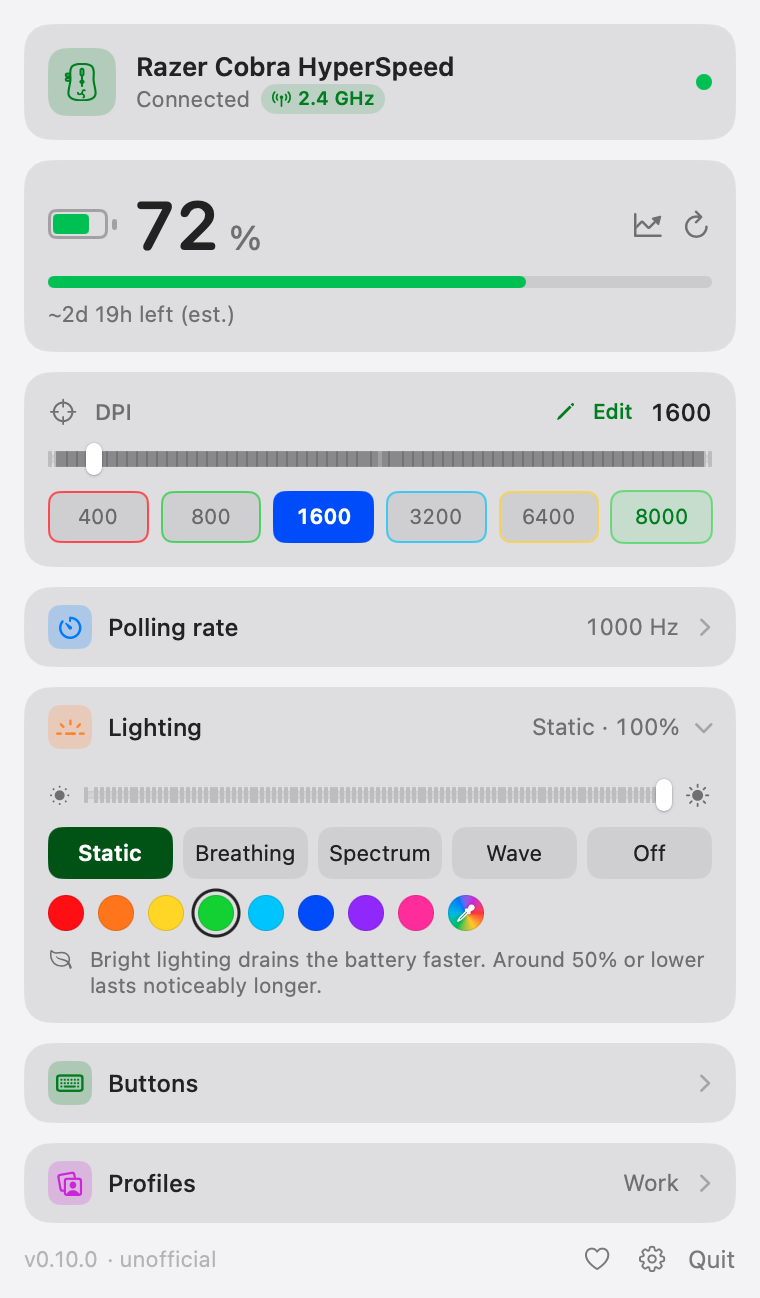 Razer Cobra HyperSpeed
Connected 2.4 GHz
72 %
~2d 19h left (est.)
DPI Edit 1600
400 800 1600 3200 6400 8000
Polling rate 1000 Hz
Lighting Static · 100%
Static Breathing Spectrum Wave Off
Bright lighting drains the battery faster. Around 50% or lower
lasts noticeably longer.
Buttons
Profiles Work
v0.10.0 · unofficial Quit